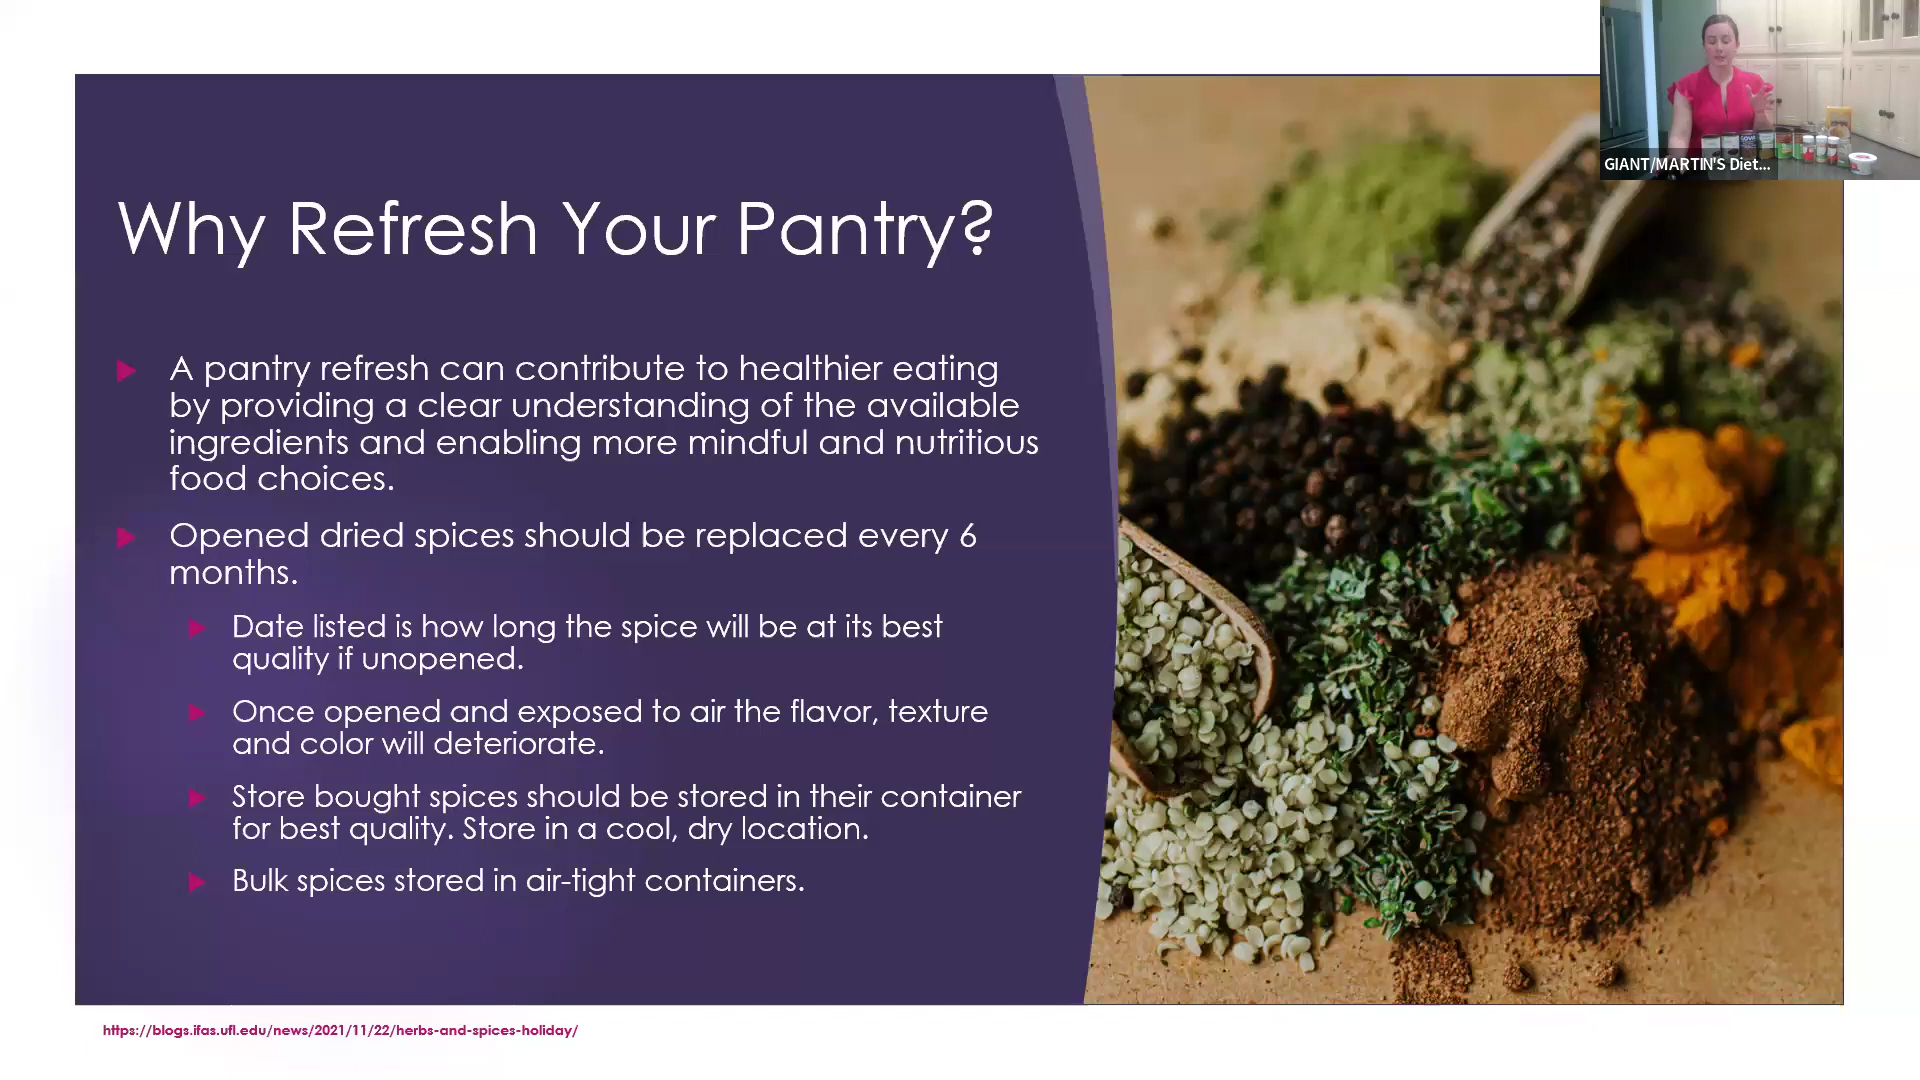 GIANT/MARTIN'S Diet...
Why Refresh Your Pantry?
A pantry refresh can contribute to healthier eating
by providing a clear understanding of the available
ingredients and enabling more mindful and nutritious
food choices.
Opened dried spices should be replaced every 6
months.
Date listed is how long the spice will be at its best
quality if unopened.
Once opened and exposed to air the flavor, texture
and color will deteriorate.
Store bought spices should be stored in their container
for best quality. Store in a cool, dry location.
Bulk spices stored in air-tight containers.
https://blogs.ifas.ufl.edu/news/2021/11/22/herbs-and-spices-holiday/